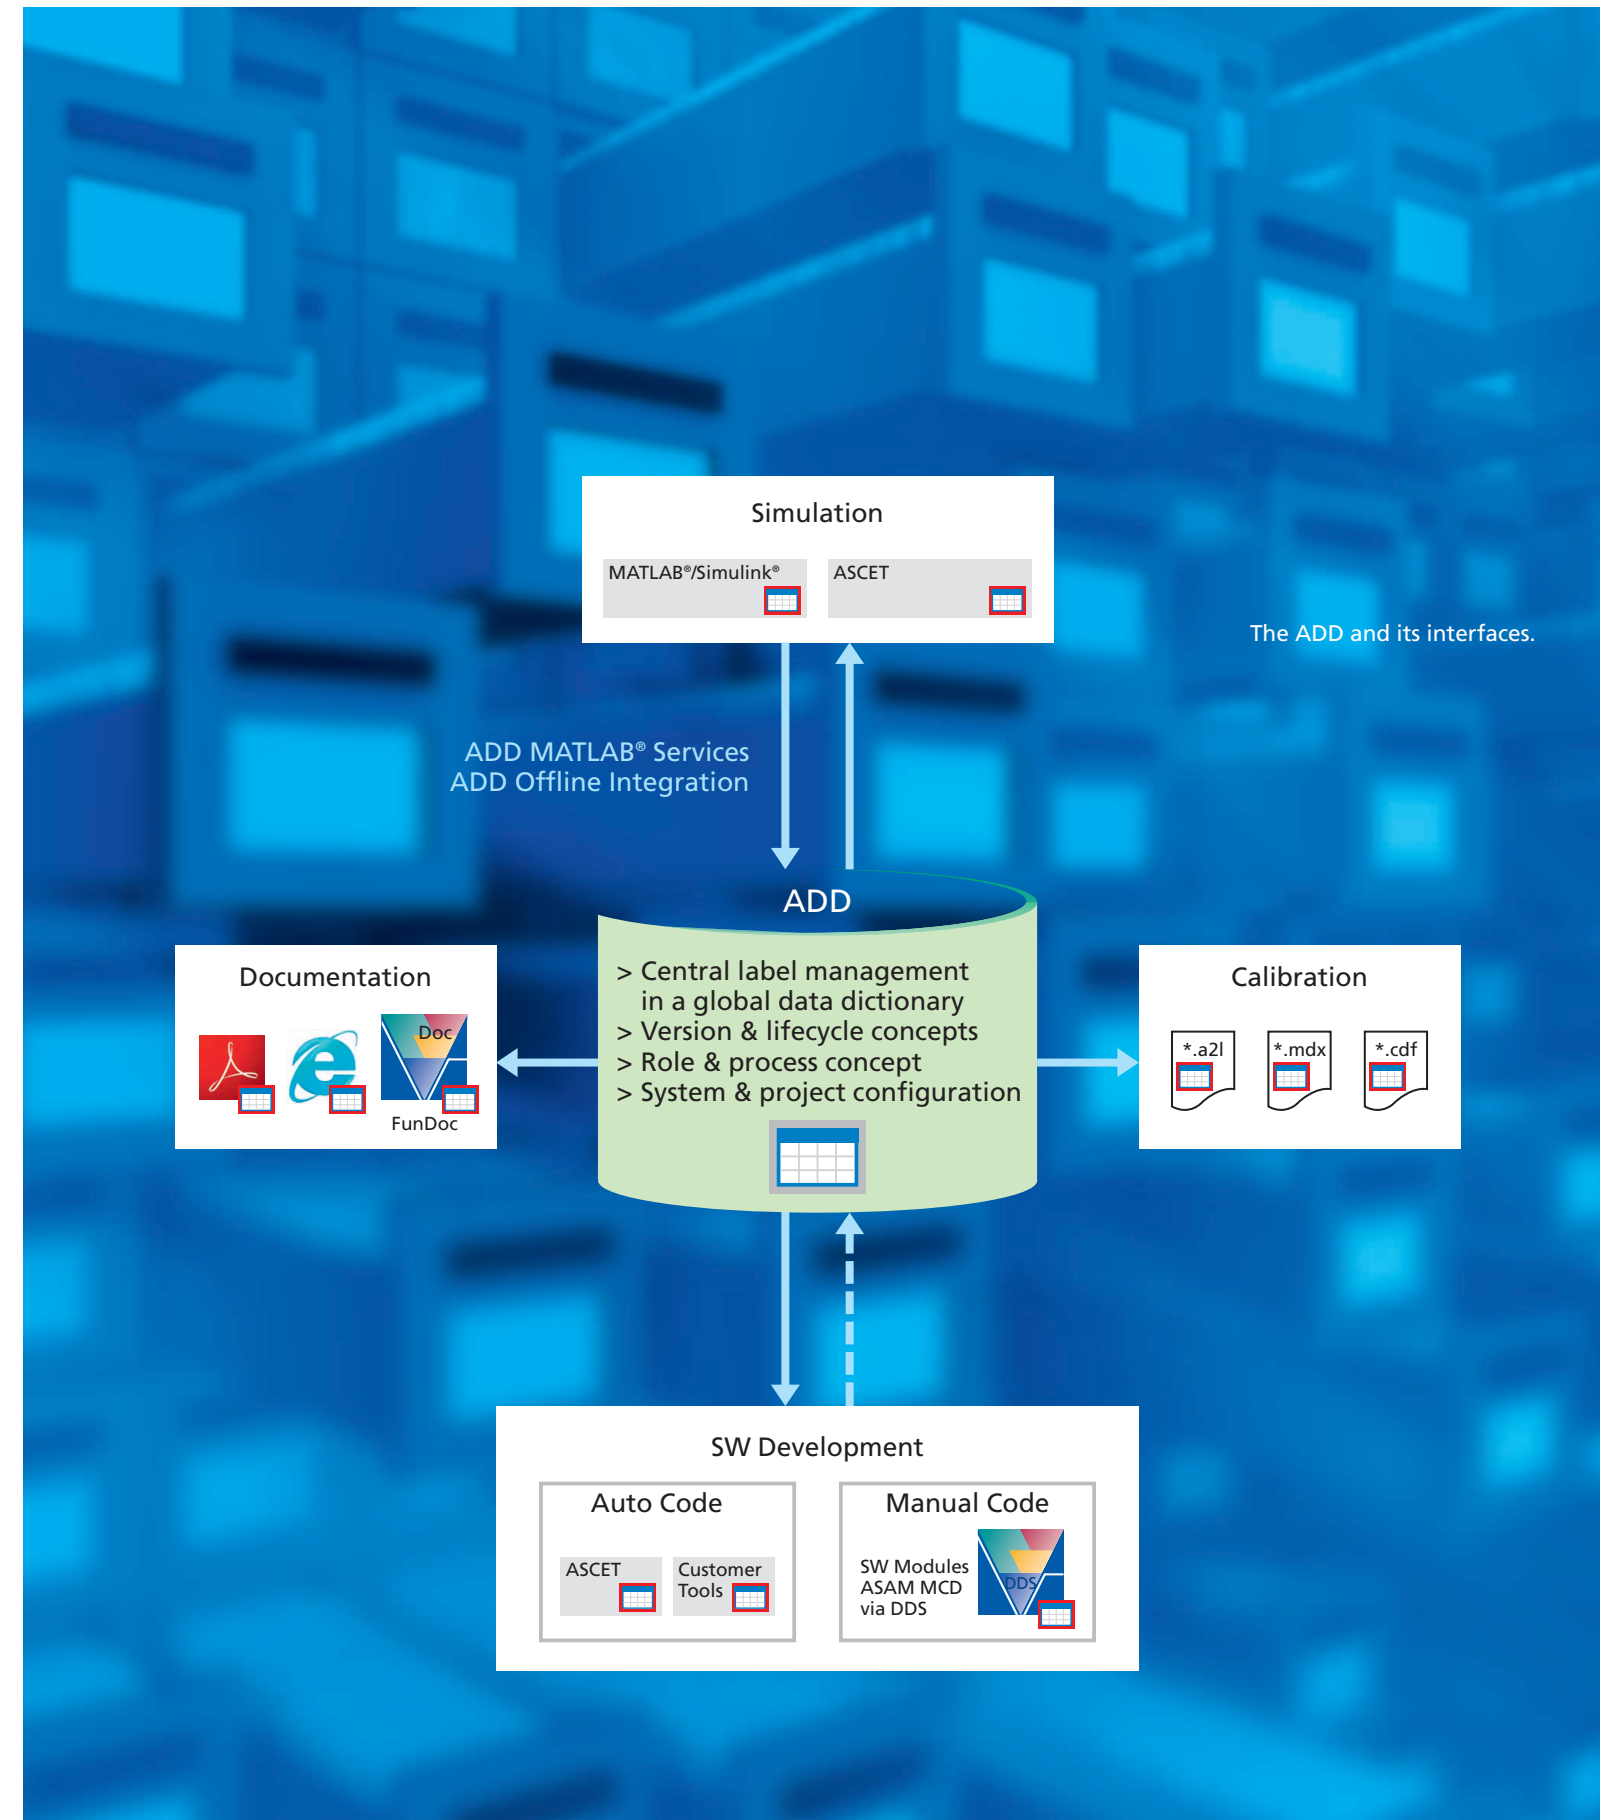 Simulation
MATLAB®/Simulink®
ASCET
The ADD and its interfaces.
ADD MATLAB® Services
ADD Offline Integration
ADD
> Central label management
in a global data dictionary
> Version & lifecycle concepts
> Role & process concept
> System & project configuration
Documentation
Doc
FunDoc
Calibration
*.a2l
*.mdx
*.cdf
SW Development
Auto Code
ASCET
Customer
Tools
Manual Code
SW Modules
ASAM MCD
via DDS
DDS